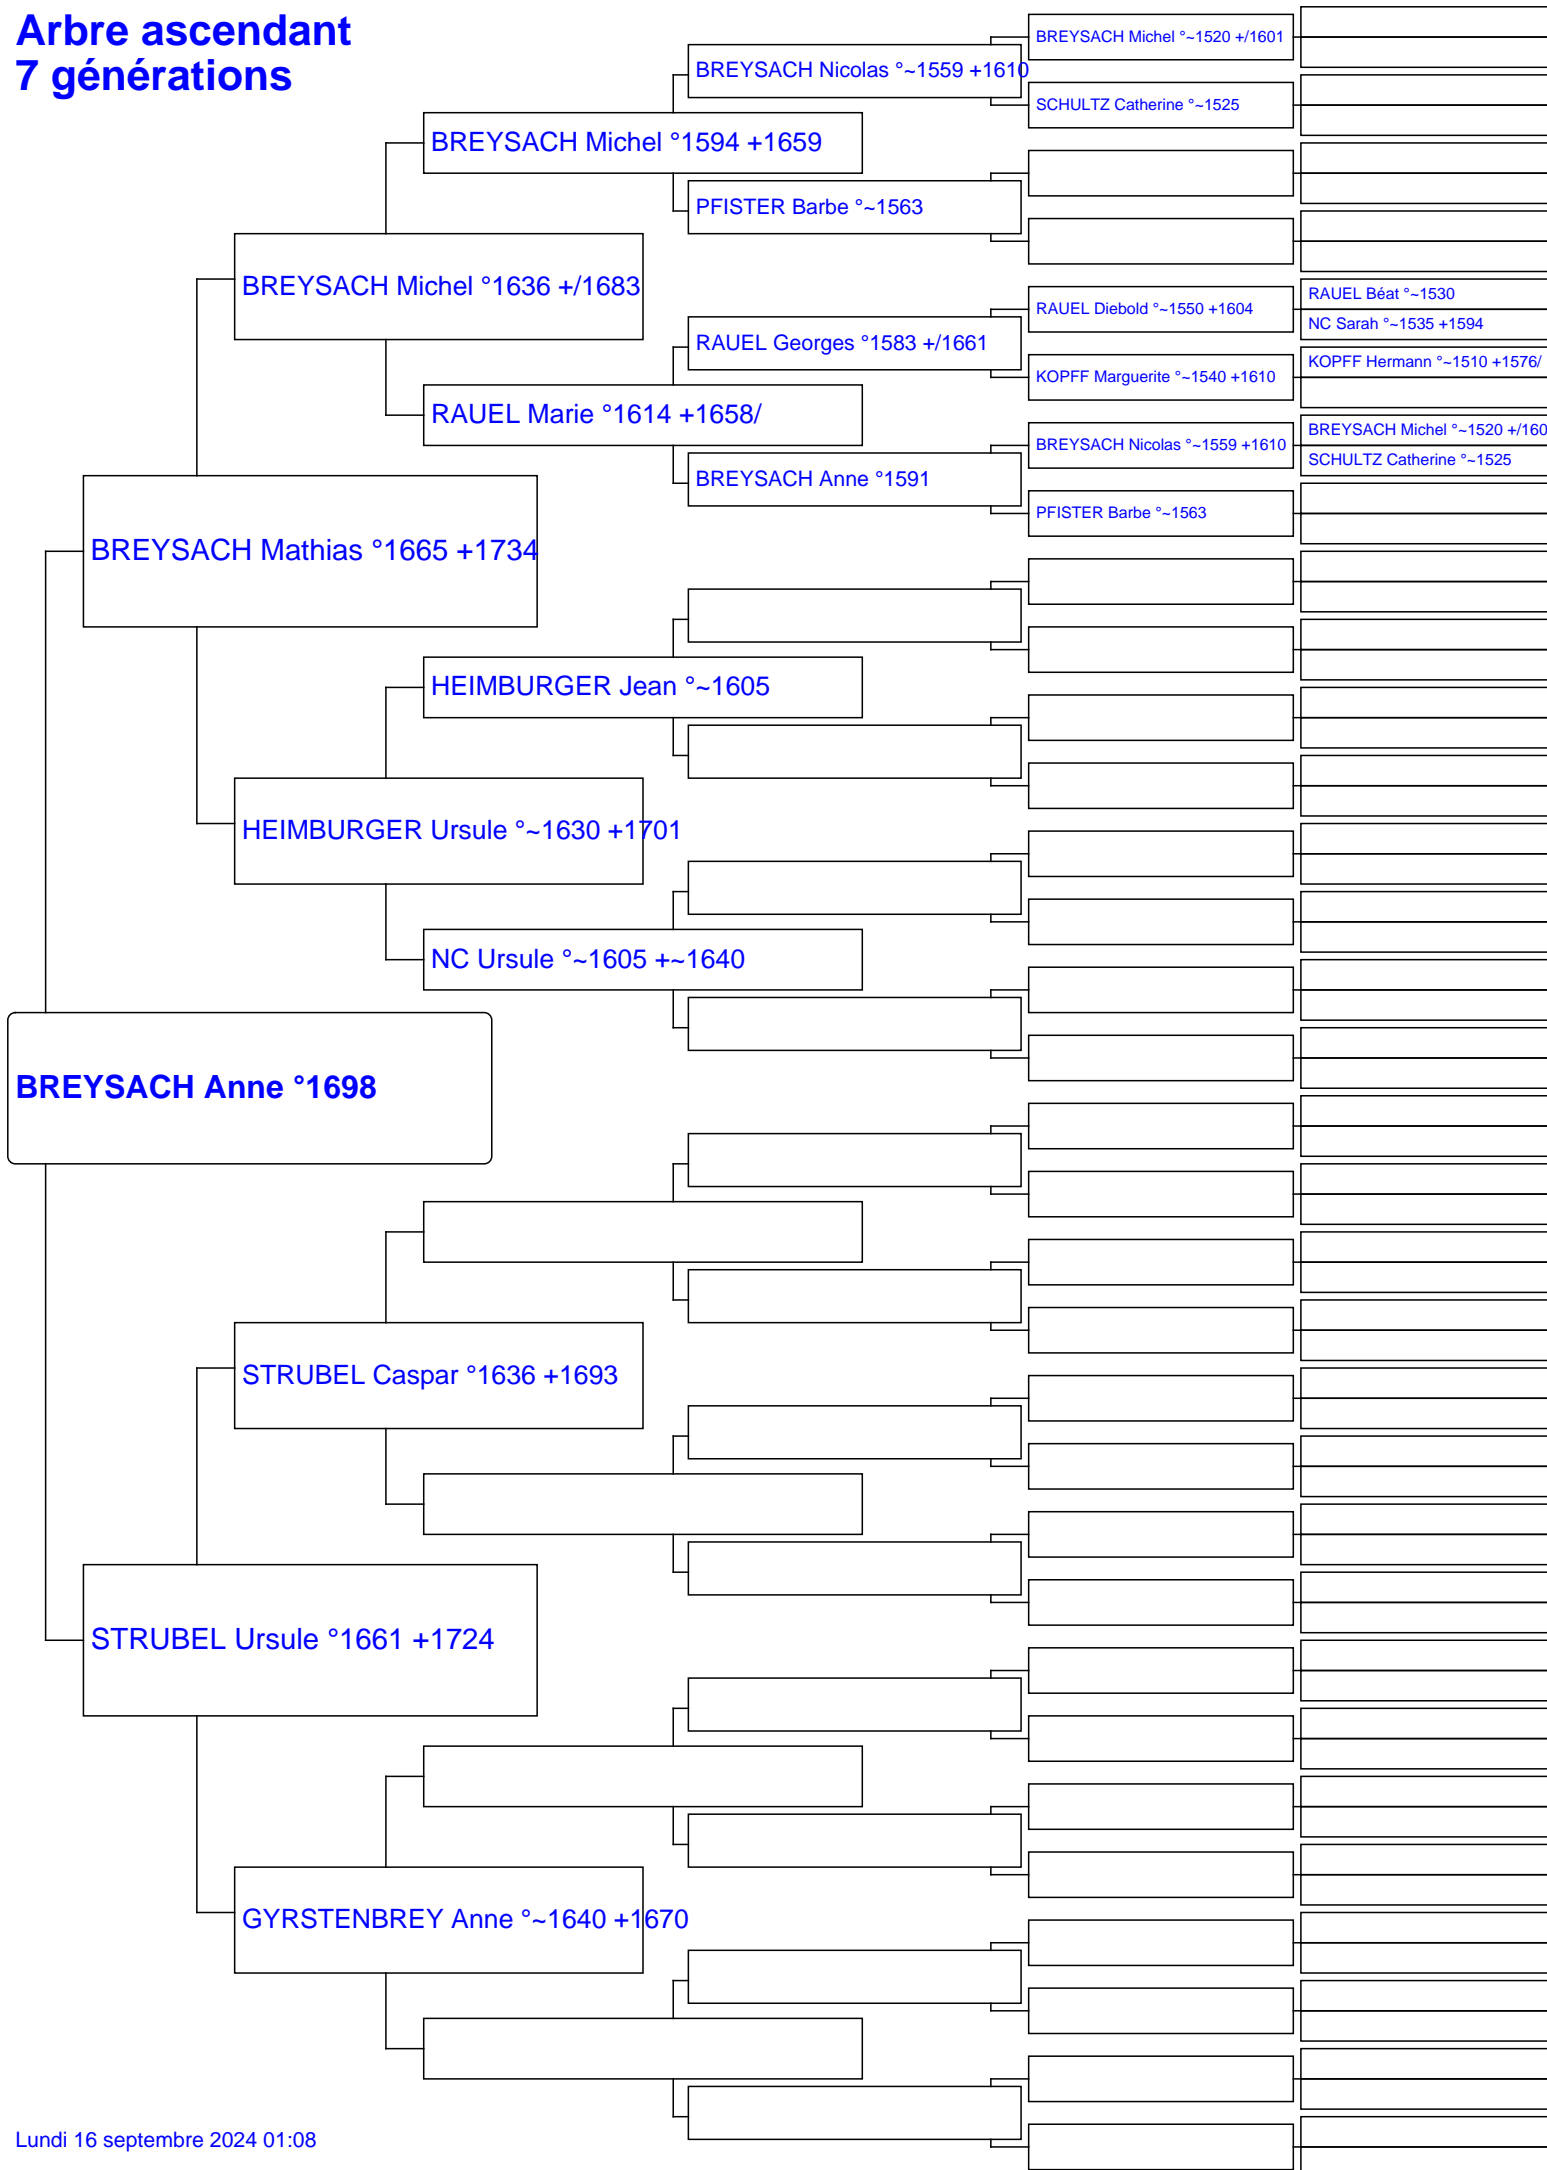 Arbre ascendant
7 générations
BREYSACH Michel °~1520 +/1601
BREYSACH Nicolas °~1559 +1610
SCHULTZ Catherine °~1525
BREYSACH Michel °1594 +1659
PFISTER Barbe °~1563
BREYSACH Michel °1636 +/1683
RAUEL Béat °~1530
RAUEL Diebold °~1550 +1604
NC Sarah °~1535 +1594
RAUEL Georges °1583 +/1661
KOPFF Hermann °~1510 +1576/
KOPFF Marguerite °~1540 +1610
RAUEL Marie °1614 +1658/
BREYSACH Michel °~1520 +/160
BREYSACH Nicolas °~1559 +1610
SCHULTZ Catherine °~1525
BREYSACH Anne °1591
PFISTER Barbe °~1563
BREYSACH Mathias °1665 +1734
HEIMBURGER Jean °~1605
HEIMBURGER Ursule °~1630 +1701
NC Ursule °~1605 +~1640
BREYSACH Anne °1698
STRUBEL Caspar °1636 +1693
STRUBEL Ursule °1661 +1724
GYRSTENBREY Anne °~1640 +1670
Lundi 16 septembre 2024 01:08